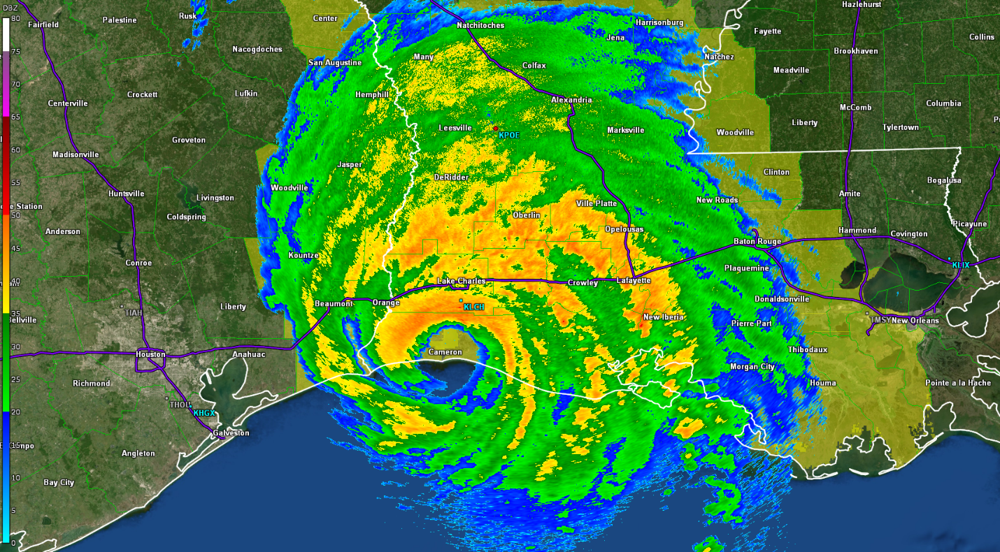 DBZ
80
75
70
65
60
55
50
45
40
35
30
25
20
15
10
5
0
Hazlehurst
Fairfield
Palestine
Rusk
Center
Natchitoches
Harrisonburg
Fayette
Jena
Collins
Nacogdoches
Many
Brookhaven
Natchez
San Augustine
Colfax
Meadville
Crockett
Lufkin
Hemphill
Alexandria
Centerville
McComb
Columbia
Leesville
KPOE
Marksville
Woodville
Liberty
Tylertown
Groveton
Madisonville
Jasper
Clinton
DeRidder
Bogalusa
Woodville
Huntsville
Livingston
Ville Platte
New Roads
Amite
e Station
Coldspring
Oberlin
Anderson
Opelousas
Hammond
Covington
Picayune
Baton Rouge
Kountze
Conroe
KLIX
Plaquemine
Lake Charles
Crowley
Lafayette
Beaumont
Orange
KLCH
Donaldsonville
Liberty
TIAH
Bellville
New Iberia
Pierre Part
TMSY
New Orleans
Cameron
Houston
Anahuac
Thibodaux
Morgan City
Richmond
Houma
Pointe a la Hache
THOU
KHGX
Galveston
Angleton
Bay City